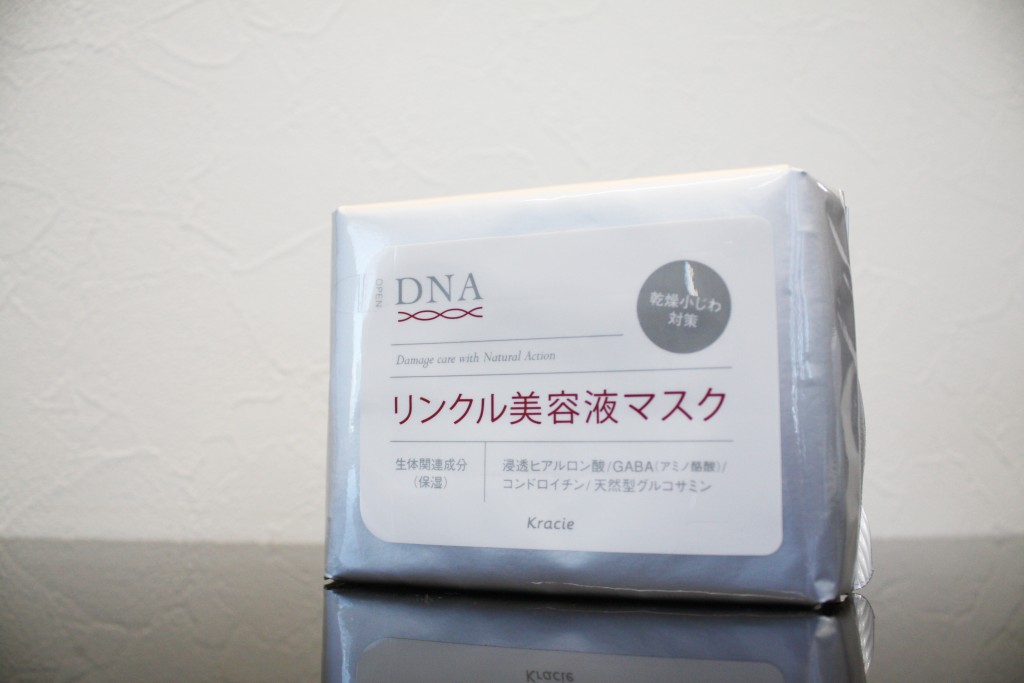 OPEN
DNA
乾燥小じわ
対策
Damage care with Natural Action
リンクル美容液マスク
生体関連成分
（保湿）
浸透ヒアルロン酸/GABA（アミノ酪酸）/
コンドロイチン/天然型グルコサミン
Kracie
Kracie